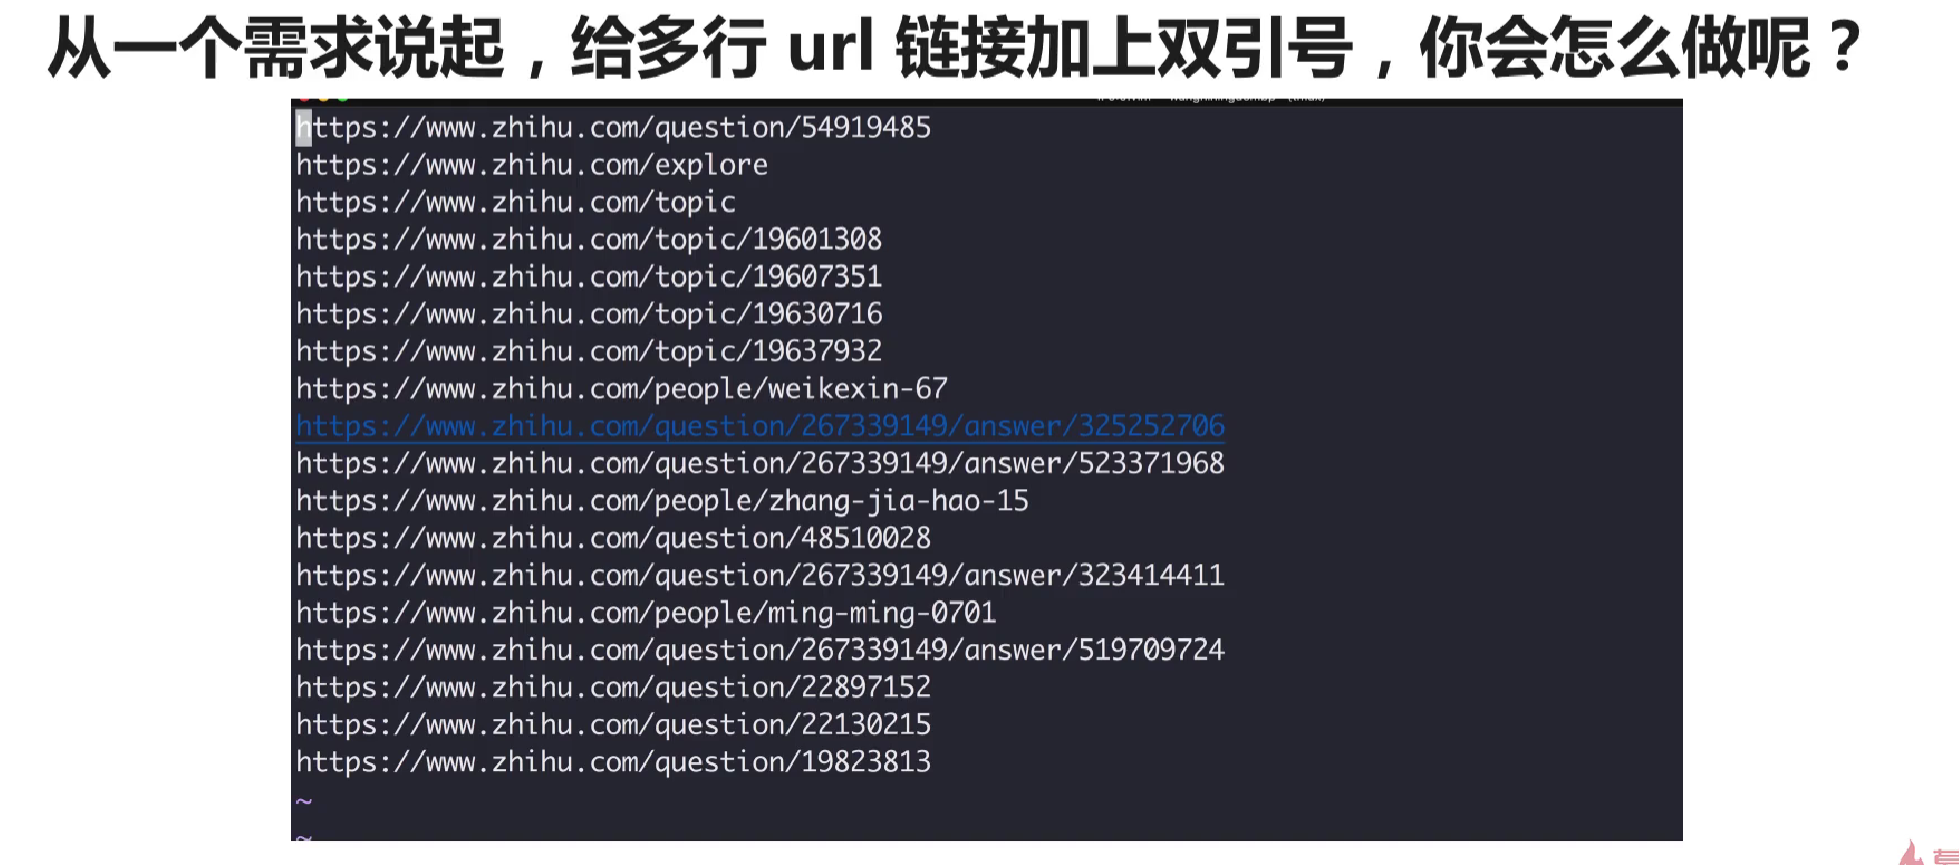 从一个需求说起，给多行 url 链接加上双引号，你会怎么做呢？
https://www.zhihu.com/question/54919485
https://www.zhihu.com/explore
https://www.zhihu.com/topic
https://www.zhihu.com/topic/19601308
https://www.zhihu.com/topic/19607351
https://www.zhihu.com/topic/19630716
https://www.zhihu.com/topic/19637932
https://www.zhihu.com/people/weikexin-67
https://www.zhihu.com/question/267339149/answer/325252706
https://www.zhihu.com/question/267339149/answer/523371968
https://www.zhihu.com/people/zhang-jia-hao-15
https://www.zhihu.com/question/48510028
https://www.zhihu.com/question/267339149/answer/323414411
https://www.zhihu.com/people/ming-ming-0701
https://www.zhihu.com/question/267339149/answer/519709724
https://www.zhihu.com/question/22897152
https://www.zhihu.com/question/22130215
https://www.zhihu.com/question/19823813
~
~